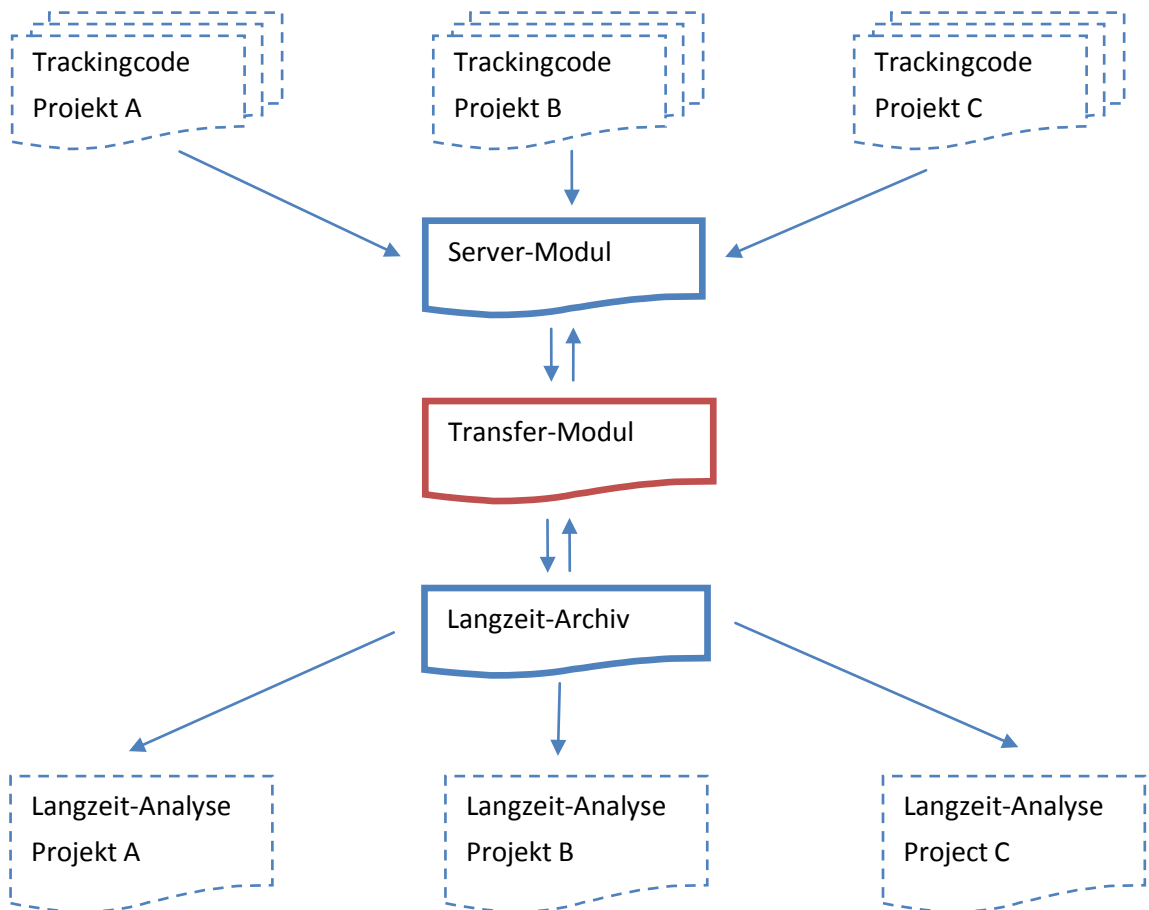 Trackingcode
Projekt A
Trackingcode
Projekt B
Trackingcode
Projekt C
Server-Modul
Transfer-Modul
Langzeit-Archiv
Langzeit-Analyse
Projekt A
Langzeit-Analyse
Projekt B
Langzeit-Analyse
Project C